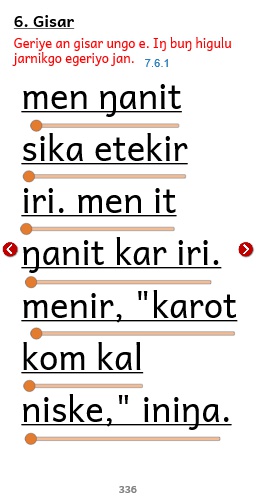 6. Gisar
Geriye an gisar ungo e. Iŋ buŋ higulu
jarnikgo egeriyo jan.
7.6.1
men ŋanit
sika etekir
iri. men it
ŋanit kar iri.
menir, "karot
kom kal
niske," iniŋa.
336